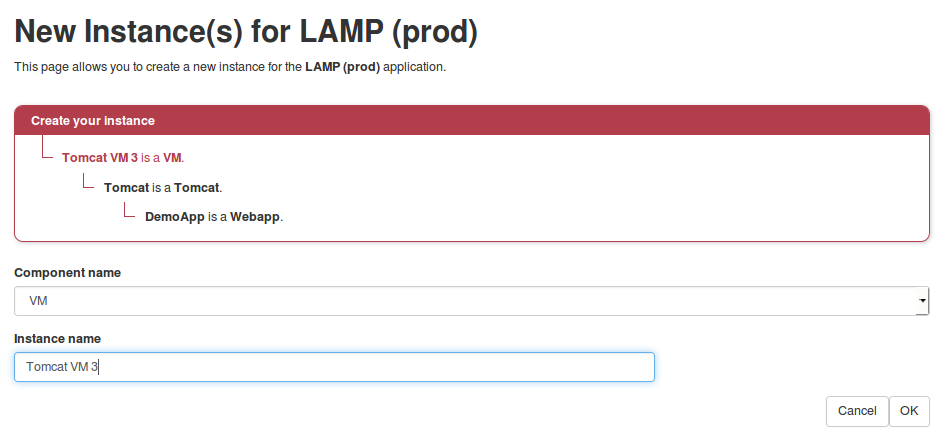 New Instance(s) for LAMP (prod)
This page allows you to create a new instance for the LAMP (prod) application.
Create your instance
Tomcat VM 3 is a VM.
Tomcat is a Tomcat.
DemoApp is a Webapp.
Component name
VM
Instance name
Tomcat VM 3
Cancel OK